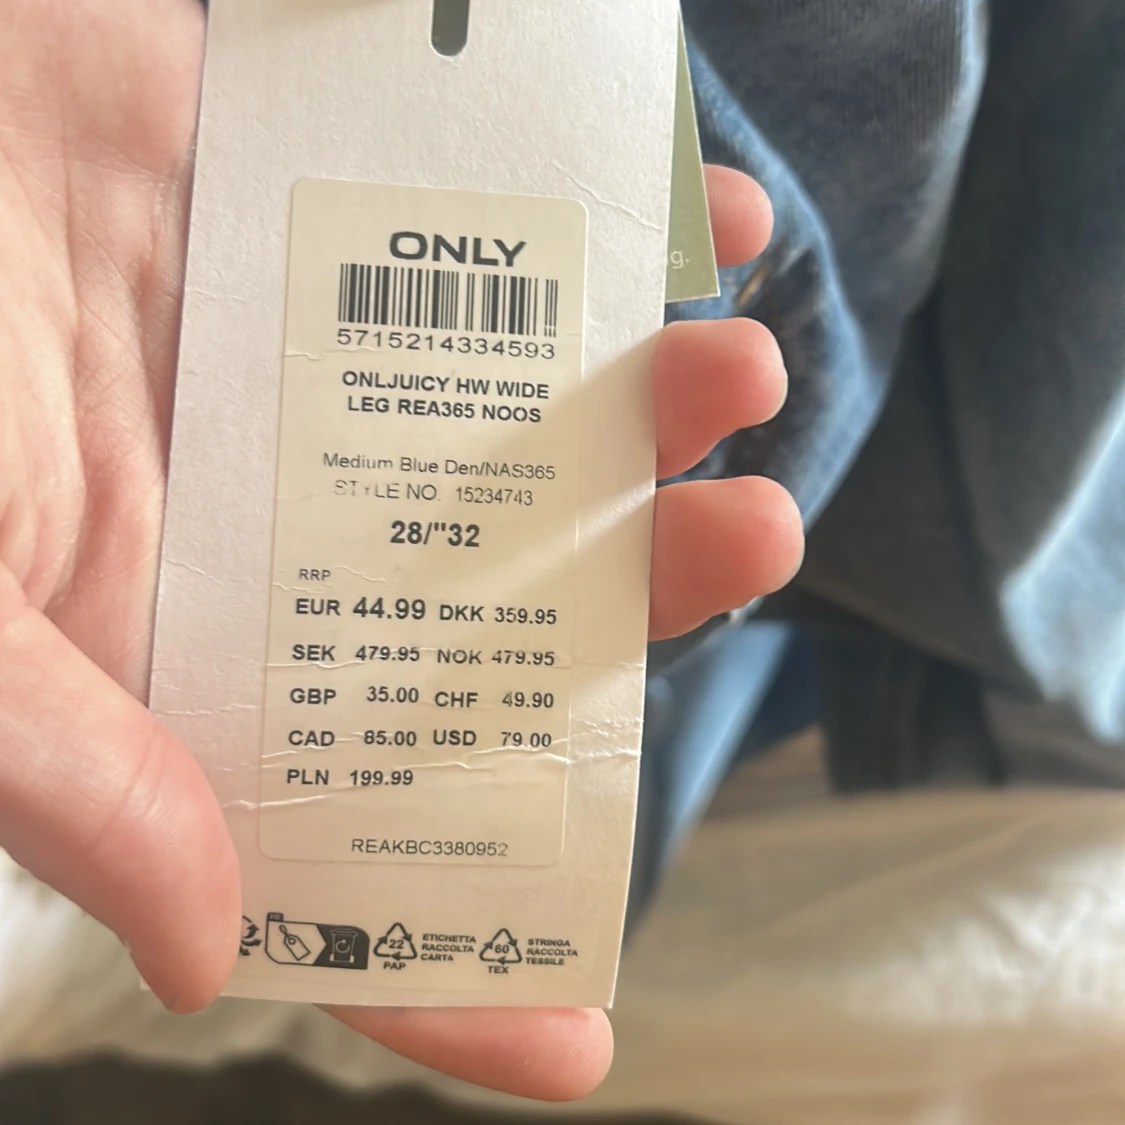 g.
ONLY
5715214334593
ONLJUICY HW WIDE
LEG REA365 NOOS
Medium Blue Den/NAS365
STYLE NO. 15234743
28/"32
RRP
EUR 44.99 DKK 359.95
SEK 479.95 NOK 479.95
GBP 35.00 CHF 49.90
CAD 85.00 USD 79.00
PLN 199.99
REAKBC3380952
FR
22
PAP
ETICHETTA
RACCOLTA
CARTA
60
TEX
STRINGA
RACCOLTA
TESSILE